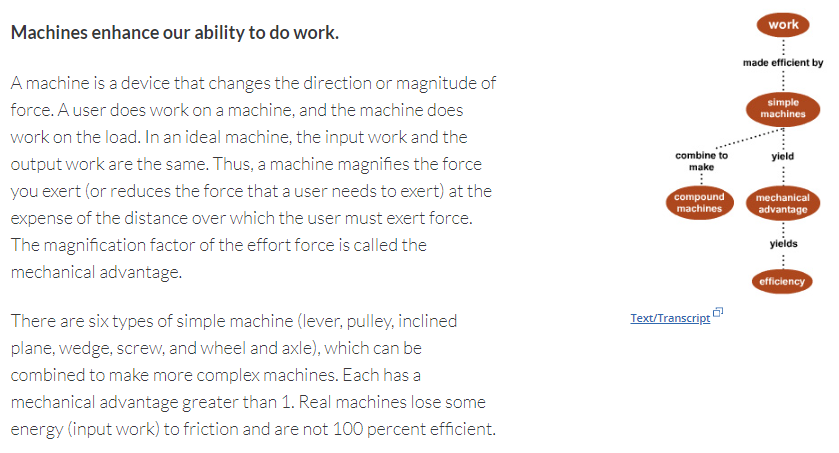 Machines enhance our ability to do work.
A machine is a device that changes the direction or magnitude of
force. A user does work on a machine, and the machine does
work on the load. In an ideal machine, the input work and the
output work are the same. Thus, a machine magnifies the force
you exert (or reduces the force that a user needs to exert) at the
expense of the distance over which the user must exert force.
The magnification factor of the effort force is called the
mechanical advantage.
There are six types of simple machine (lever, pulley, inclined
plane, wedge, screw, and wheel and axle), which can be
combined to make more complex machines. Each has a
mechanical advantage greater than 1. Real machines lose some
energy (input work) to friction and are not 100 percent efficient.
work
made efficient by
simple
machines
combine to
make
yield
compound
machines
mechanical
advantage
yields
efficiency
Text/Transcript